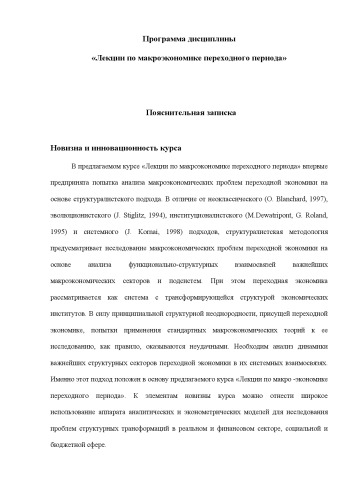 Программа дисциплины
«Лекции по макроэкономике переходного периода»
Пояснительная записка
Новизна и инновационность курса
В предлагаемом курсе «Лекции по макроэкономике переходного периода» впервые
предпринята попытка анализа макроэкономических проблем переходной экономики на
основе структуралистского подхода. В отличие от неоклассического (O. Blanchard, 1997),
эволюционистского (J. Stiglitz, 1994), институционалистского (M.Dewatripont, G. Roland,
1995) и системного (J. Kornai, 1998) подходов, структуралистская методология
предусматривает исследование макроэкономических проблем переходной экономики на
основе анализа функционально-структурных взаимосвязей важнейших
макроэкономических секторов и подсистем. При этом переходная экономика
рассматривается как система с трансформирующейся структурой экономических
институтов. В силу принципиальной структурной неоднородности, присущей переходной
экономике, попытки применения стандартных макроэкономических теорий к ее
исследованию, как правило, оказываются неудачными. Необходим анализ динамики
важнейших структурных секторов переходной экономики в их системных взаимосвязях.
Именно этот подход положен в основу предлагаемого курса «Лекции по микро -экономике
переходного периода». К элементам новизны курса можно отнести широкое
использование аппарата аналитических и эконометрических моделей для исследования
проблем структурных трансформаций в реальном и финансовом секторе, социальной и
бюджетной сфере.